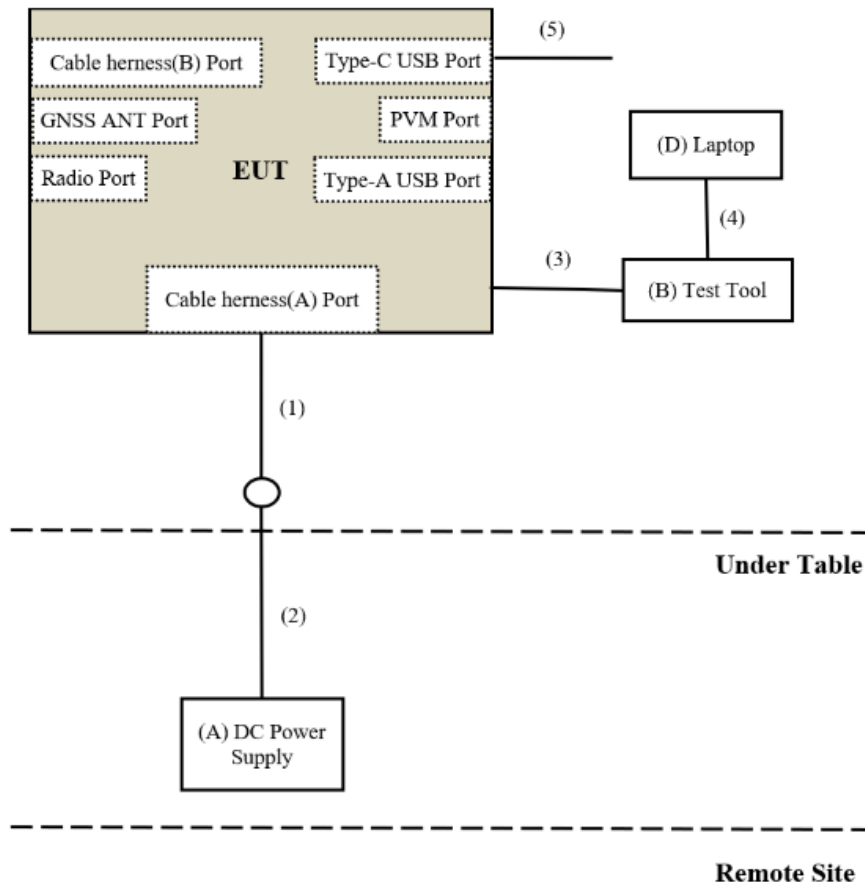 (5)
Cable herness(B) Port
Type-C USB Port
GNSS ANT Port
PVM Port
(D) Laptop
Radio Port
EUT
Type-A USB Port
(4)
(3)
(B) Test Tool
Cable herness(A) Port
(1)
Under Table
(2)
(A) DC Power
Supply
Remote Site